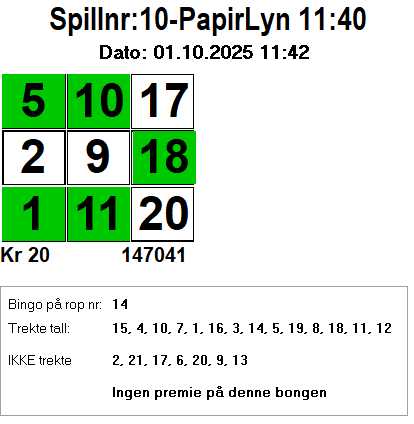 Spillnr:10-PapirLyn 11:40
Dato: 01.10.2025 11:42
5 10 17
2 9 18
1 11 20
Kr 20 147041
Bingo på rop nr: 14
Trekte tall: 15, 4, 10, 7, 1, 16, 3, 14, 5, 19, 8, 18, 11, 12
IKKE trekte 2, 21, 17, 6, 20, 9, 13
Ingen premie på denne bongen